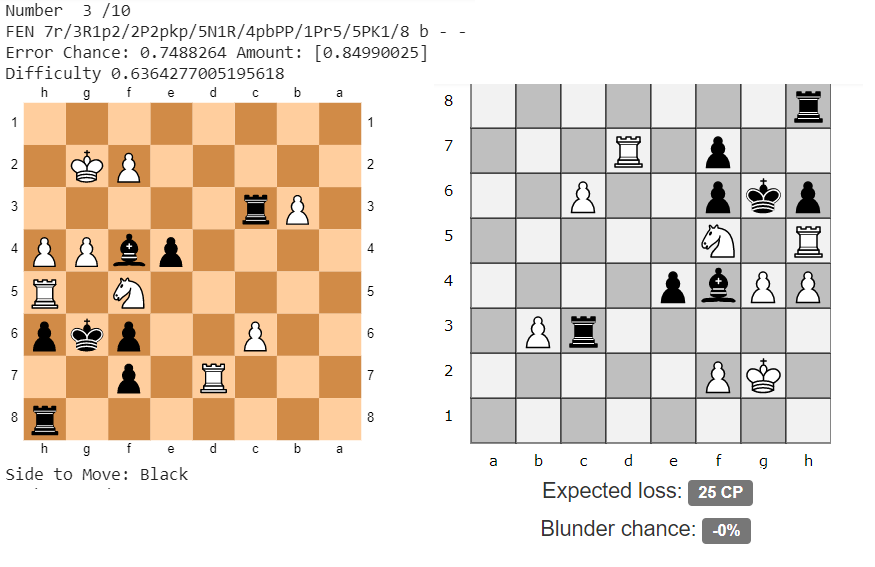 Number 3 /10
FEN 7r/3R1p2/2P2pkp/5N1R/4pbPP/1Pr5/5PK1/8 b - -
Error Chance: 0.7488264 Amount: [0.84990025]
Difficulty 0.6364277005195618
h g f e d c b a
1 1
2 2
3 3
4 4
5 5
6 6
7 7
8 8
h g f e d c b a
Side to Move: Black
8
7
6
5
4
3
2
1
a b c d e f g h
Expected loss: 25 CP
Blunder chance: -0%